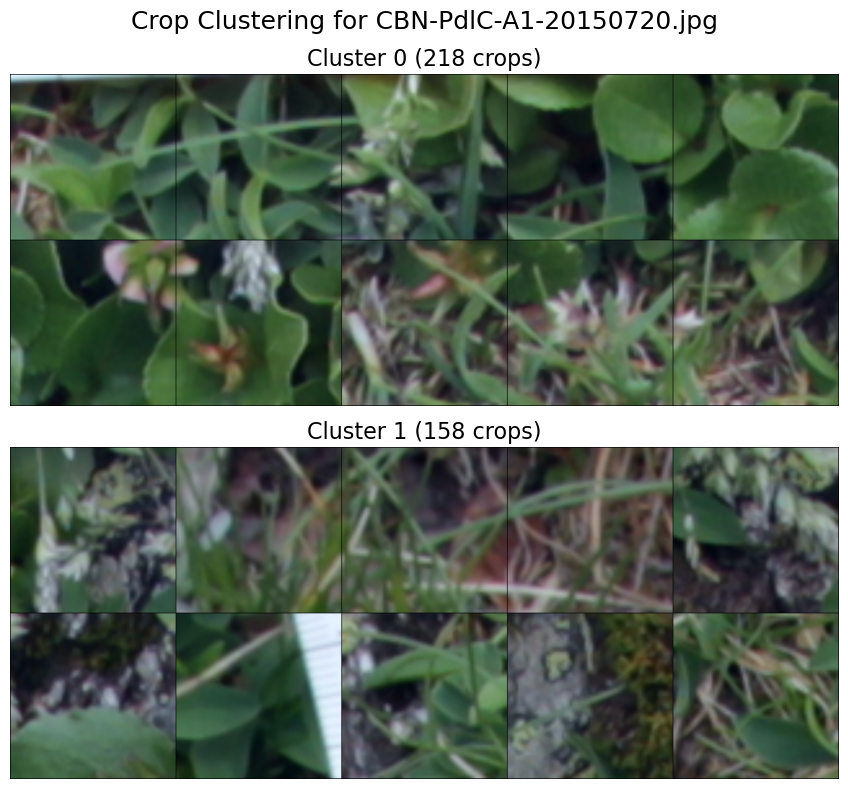 Crop Clustering for CBN-PdlC-A1-20150720.jpg
Cluster 0 (218 crops)
Cluster 1 (158 crops)